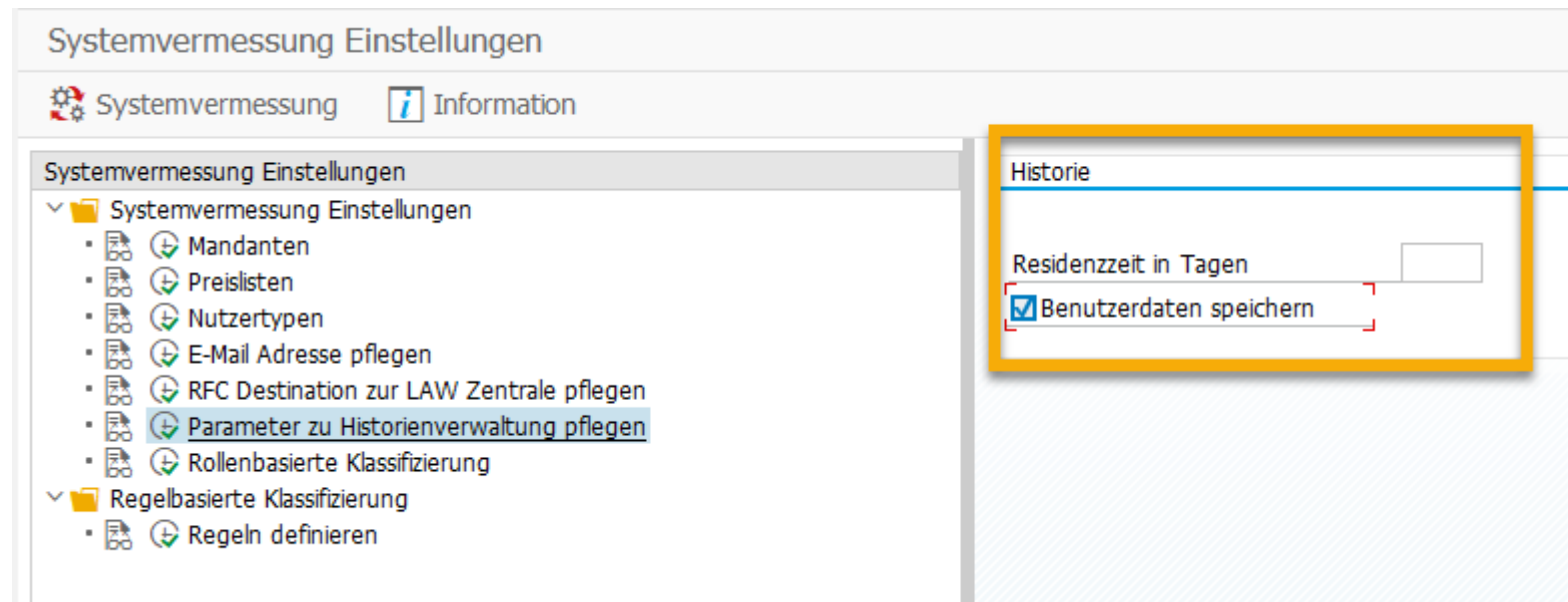 Systemvermessung Einstellungen
Systemvermessung Information
Systemvermessung Einstellungen
Systemvermessung Einstellungen
Mandanten
Preislisten
Nutzertypen
E-Mail Adresse pflegen
RFC Destination zur LAW Zentrale pflegen
Parameter zu Historienverwaltung pflegen
Rollenbasierte Klassifizierung
Regelbasierte Klassifizierung
Regeln definieren
Historie
Residenzzeit in Tagen
Benutzerdaten speichern